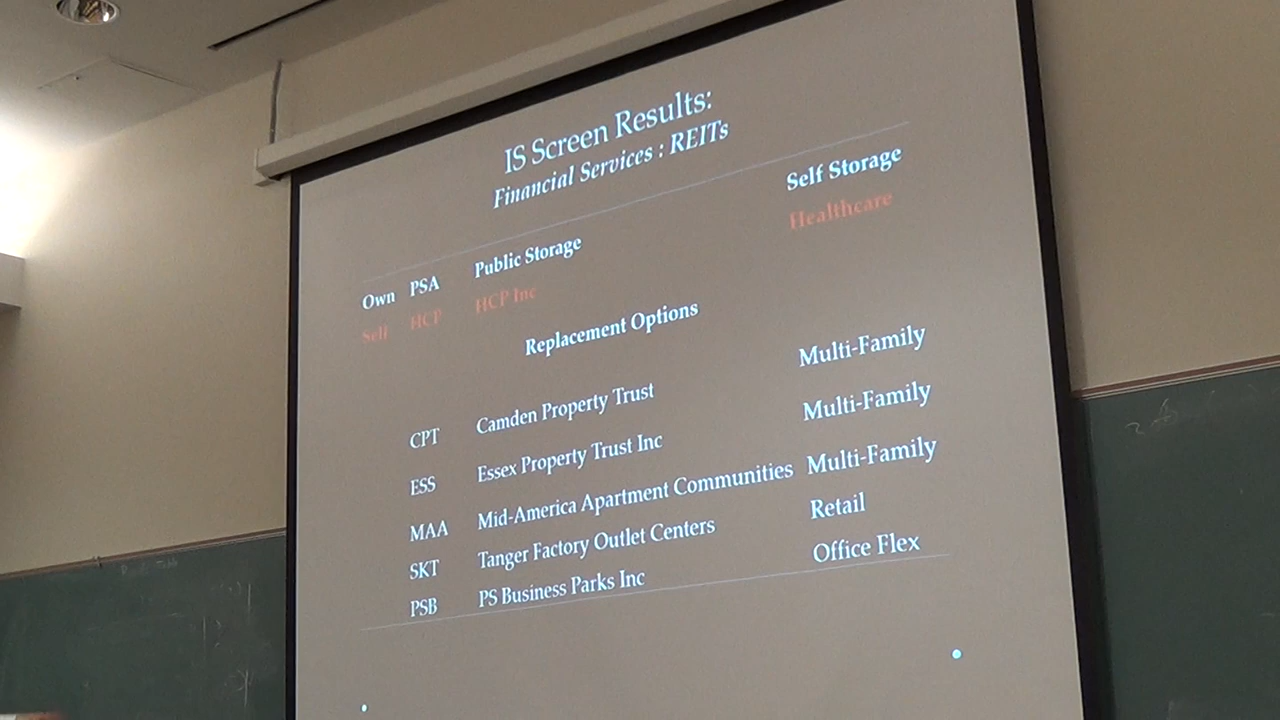 IS Screen Results:
Financial Services : REITs
Own PSA Public Storage Self Storage
Sell HCP HCP Inc Healthcare
Replacement Options
CPT Camden Property Trust Multi-Family
ESS Essex Property Trust Inc Multi-Family
MAA Mid-America Apartment Communities Multi-Family
SKT Tanger Factory Outlet Centers Retail
PSB PS Business Parks Inc Office Flex